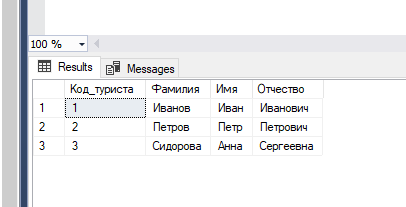 100 %
Results Messages
Код_туриста Фамилия Имя Отчество
1 1 Иванов Иван Иванович
2 2 Петров Петр Петрович
3 3 Сидорова Анна Сергеевна